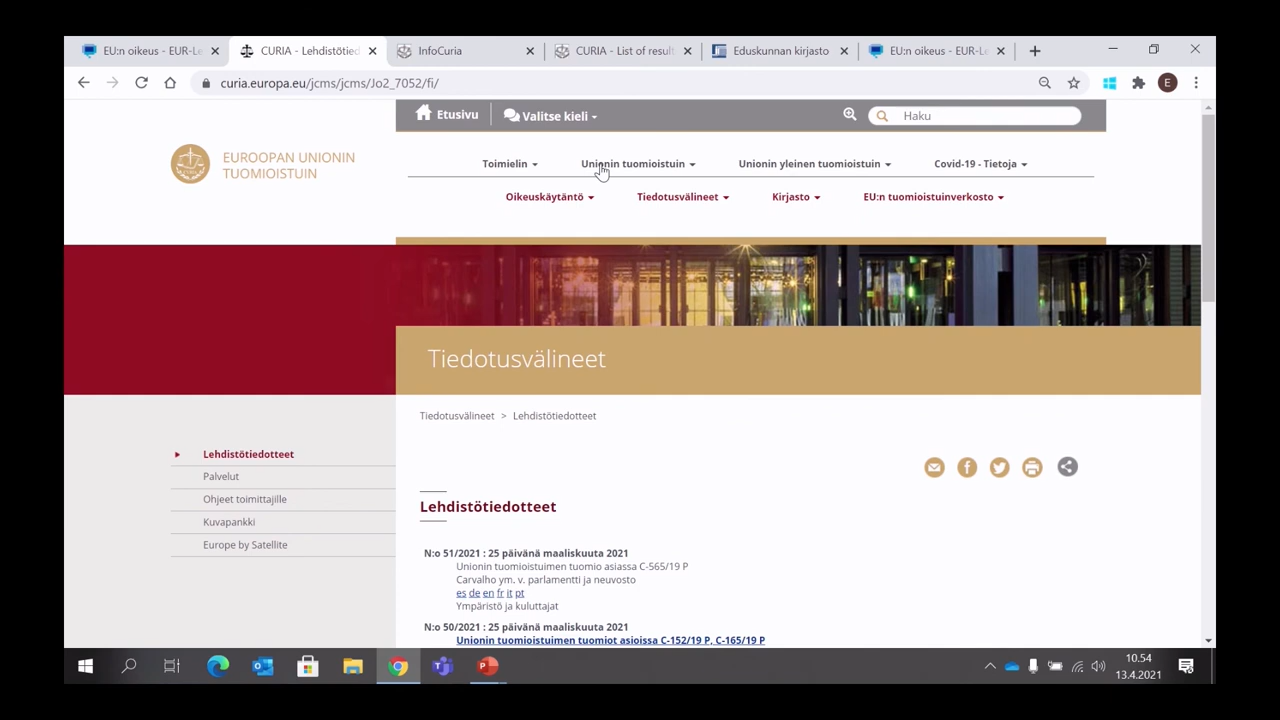 EU:n oikeus - EUR-Le
CURIA - Lehdistötied
InfoCuria
CURIA - List of result
Eduskunnan kirjasto
EU:n oikeus - EUR-Le
curia.europa.eu/jcms/jcms/Jo2_7052/fi/
E
Etusivu
Valitse kieli
Haku
EUROOPAN UNIONIN
TUOMIOISTUIN
Toimielin
Unionin tuomioistuin
Unionin yleinen tuomioistuin
Covid-19 - Tietoja
Oikeuskäytäntö
Tiedotusvälineet
Kirjasto
EU:n tuomioistuinverkosto
Tiedotusvälineet
Tiedotusvälineet > Lehdistötiedotteet
Lehdistötiedotteet
Palvelut
Ohjeet toimittajille
Kuvapankki
Europe by Satellite
Lehdistötiedotteet
N:o 51/2021 : 25 päivänä maaliskuuta 2021
Unionin tuomioistuimen tuomio asiassa C-565/19 P
Carvalho ym. v. parlamentti ja neuvosto
es de en fr it pt
Ympäristö ja kuluttajat
N:o 50/2021 : 25 päivänä maaliskuuta 2021
Unionin tuomioistuimen tuomiot asioissa C-152/19 P, C-165/19 P
10.54
13.4.2021